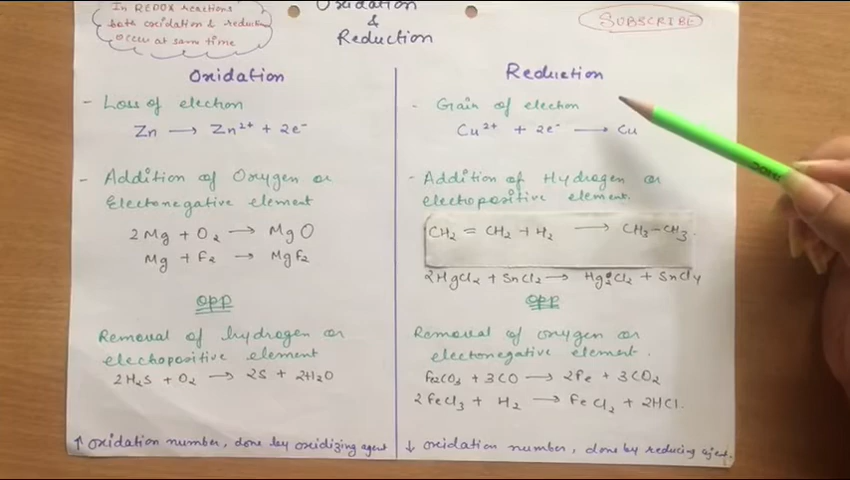 In REDOX reactions
both oxidation & reduction
occur at same time
Oxidation
&
Reduction
SUBSCRIBE
Oxidation
- Loss of electron
Zn → Zn²⁺ + 2e⁻
- Addition of Oxygen or
Electonegative element
2Mg + O₂ → MgO
Mg + F₂ → MgF₂
Opp
Removal of hydrogen or
electropositive element
2H₂S + O₂ → 2S + 2H₂O
↑ oxidation number, done by oxidizing agent
Reduction
- Gain of electron
Cu²⁺ + 2e⁻ → Cu
- Addition of Hydrogen or
electropositive element.
CH₂ = CH₂ + H₂ → CH₃-CH₃.
2HgCl₂ + SnCl₂ → Hg₂Cl₂ + SnCl₄
Opp
Removal of oxygen or
electonegative element.
Fe₂O₃ + 3CO → 2Fe + 3CO₂
2FeCl₃ + H₂ → FeCl₂ + 2HCl.
↓ oxidation number, done by reducing agent.